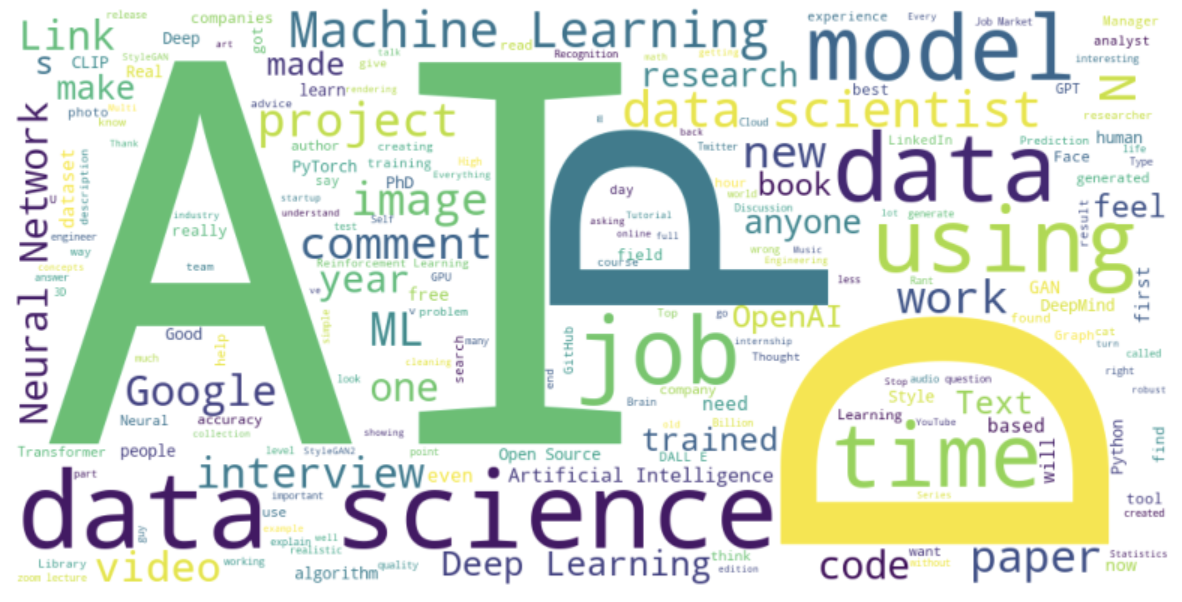 release
companies
Machine Learning
experience
Every
Job Market
Manager
Link
Deep
art
got
talk
read
Recognition
model
analyst
StyleGAN
s
CLIP
Real
made
give
math
getting
research
interesting
make
learn
rendering
best
GPT
N
photo
Multi
advice
data scientist
researcher
know
project
Cloud
Thank
author
creating
back
Twitter
new
data
LinkedIn
Prediction
human
life
Neural Network
dataset
description
PyTorch
training
High
Everything
say
PhD
book
Face
Type
hour
world
generated
startup
image
day
Discussion
lot
generate
feel
result
industry
really
understand
Self
test
asking
Tutorial
online
full
anyone
using
engineer
way
comment
field
course
wrong
Music
Engineering
concepts
answer
3D
team
Reinforcement Learning
year
GPU
less
Rant
work
GAN
DeepMind
first
ve
free
v
problem
AI
P
D
Good
help
simple
ML
Top
go
OpenAI
found
Graph
cat
turn
much
cleaning
search
many
end
GitHub
job
internship
Thought
called
Google
look
one
company
right
robust
Stop
audio
question
Neural
accuracy
collection
Brain
need
Style
Text
Learning
YouTube
based
showing
old
Billion
trained
time
will
Python
find
Transformer
people
level
StyleGAN2
point
Open Source
DALL E
part
interview
even
Artificial Intelligence
Series
tool
created
data science
important
use
guy
example
explain
well
realistic
Library
zoom lecture
video
working
algorithm
quality
Deep Learning
think
edition
code
want
without
paper
Statistics
now